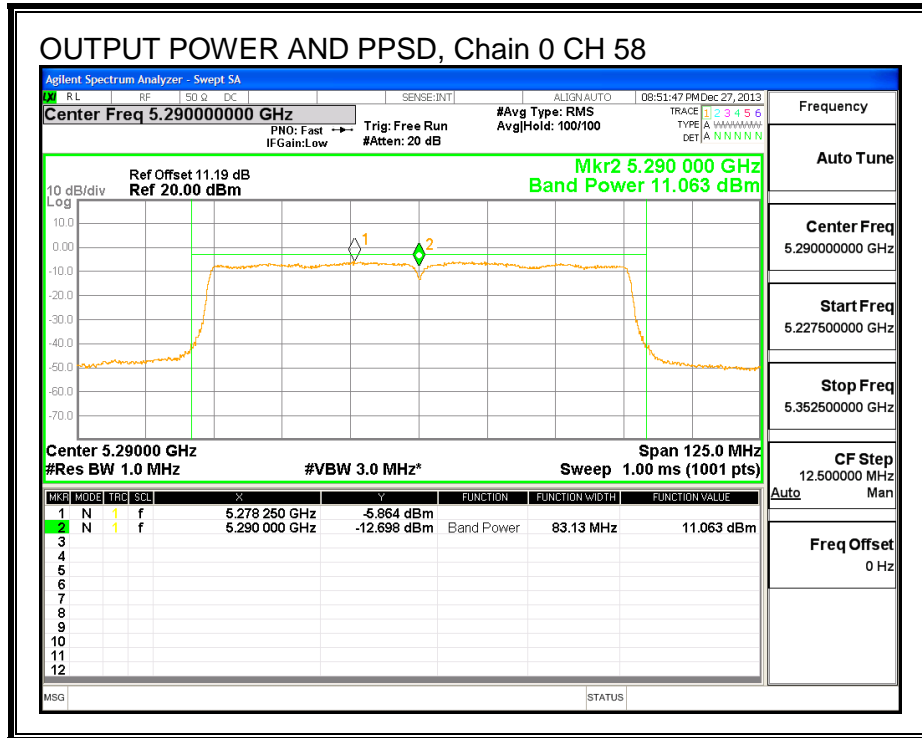 OUTPUT POWER AND PPSD, Chain 0 CH 58
Agilent Spectrum Analyzer - Swept SA
LXI RL RF 50 Ω DC SENSE:INT ALIGNAUTO 08:51:47 PM Dec 27, 2013
Center Freq 5.290000000 GHz
PNO: Fast
IFGain:Low
Trig: Free Run
#Atten: 20 dB
#Avg Type: RMS
Avg|Hold: 100/100
TRACE 1 2 3 4 5 6
TYPE A WWWWW
DET A N N N N N
Frequency
Auto Tune
Center Freq
5.290000000 GHz
Start Freq
5.227500000 GHz
Stop Freq
5.352500000 GHz
CF Step
12.500000 MHz
Auto Man
Freq Offset
0 Hz
Mkr2 5.290 000 GHz
Band Power 11.063 dBm
Ref Offset 11.19 dB
10 dB/div Ref 20.00 dBm
Log
10.0
0.00
-10.0
-20.0
-30.0
-40.0
-50.0
-60.0
-70.0
1
2
Center 5.29000 GHz Span 125.0 MHz
#Res BW 1.0 MHz #VBW 3.0 MHz* Sweep 1.00 ms (1001 pts)
MKR MODE TRC SCL X Y FUNCTION FUNCTION WIDTH FUNCTION VALUE
1 N 1 f 5.278 250 GHz -5.864 dBm
2 N 1 f 5.290 000 GHz -12.698 dBm Band Power 83.13 MHz 11.063 dBm
3
4
5
6
7
8
9
10
11
12
MSG STATUS